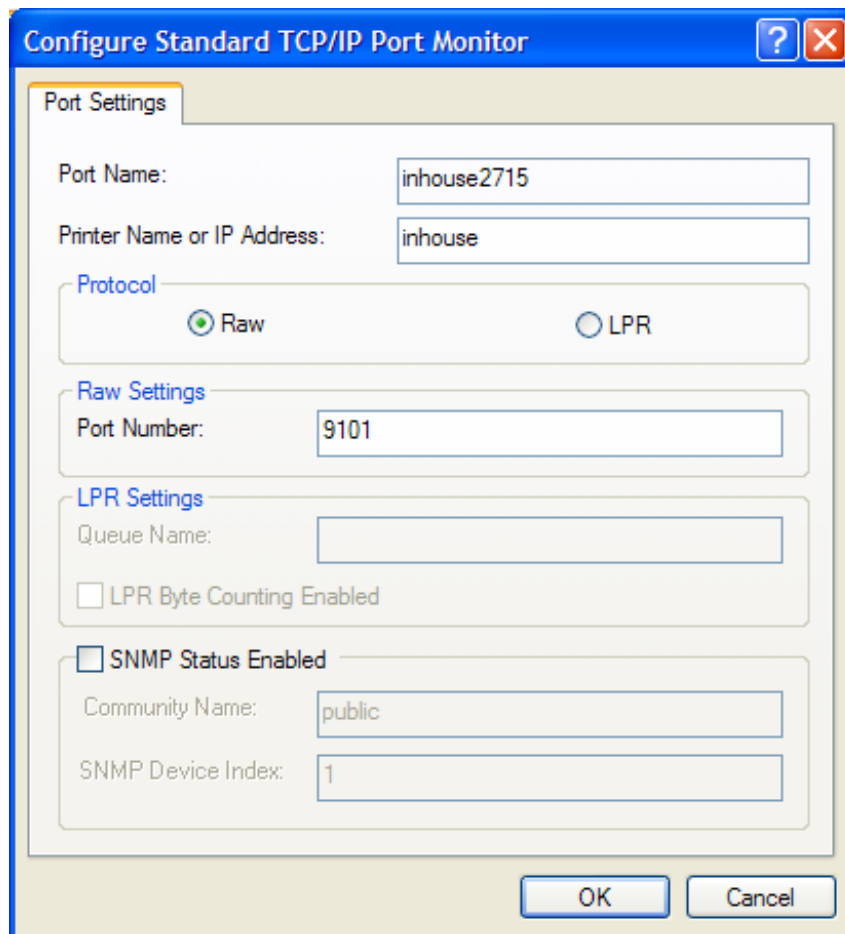 Configure Standard TCP/IP Port Monitor
Port Settings
Port Name: inhouse2715
Printer Name or IP Address: inhouse
Protocol
Raw LPR
Raw Settings
Port Number: 9101
LPR Settings
Queue Name:
LPR Byte Counting Enabled
SNMP Status Enabled
Community Name: public
SNMP Device Index: 1
OK Cancel